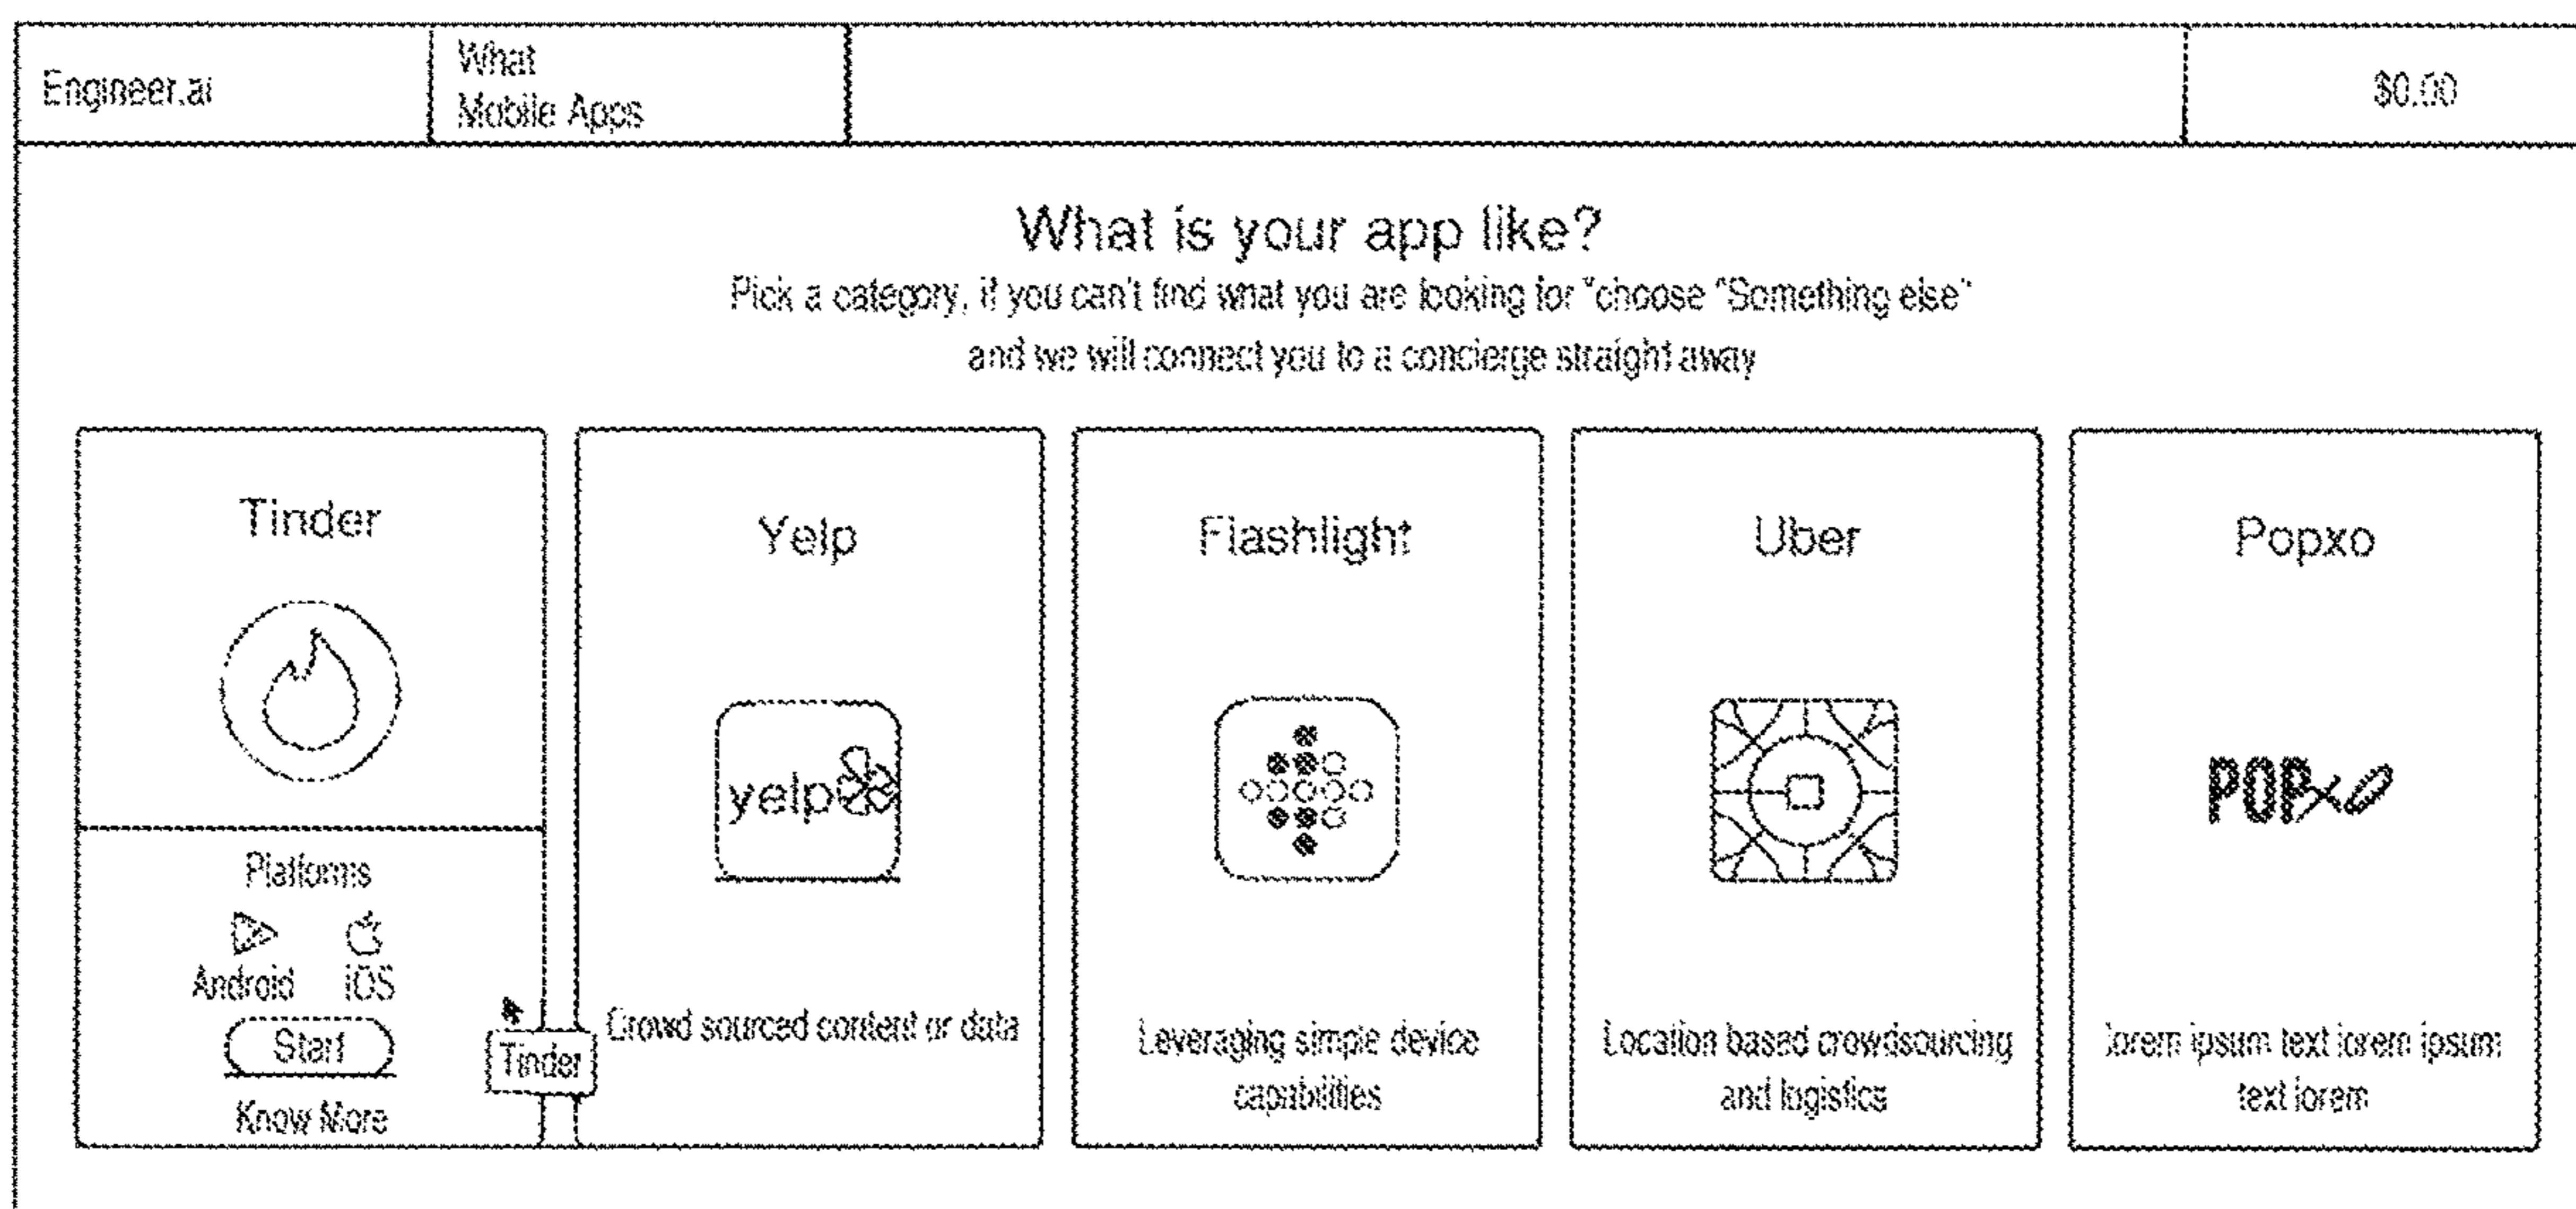 Engineer.ai
What
Mobile Apps
$0.00
What is your app like?
Pick a category, if you can't find what you are looking for "choose "Something else"
and we will connect you to a concierge straight away
Tinder
Platforms
Android iOS
Start
Know More
Tinder
Yelp
yelp
Crowd sourced content or data
Flashlight
Leveraging simple device
capabilities
Uber
Location based crowdsourcing
and logistics
Popxo
POPxo
lorem ipsum text lorem ipsum
text lorem